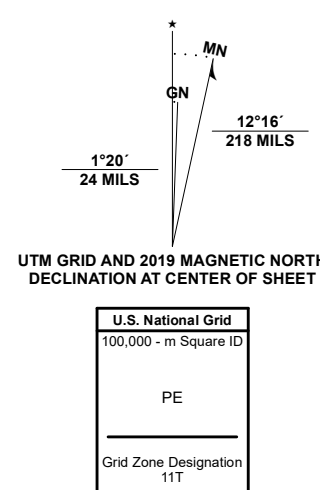 ★
MN
GN
12°16´
218 MILS
1°20´
24 MILS
UTM GRID AND 2019 MAGNETIC NORTH
DECLINATION AT CENTER OF SHEET
U.S. National Grid
100,000 - m Square ID
PE
Grid Zone Designation
11T